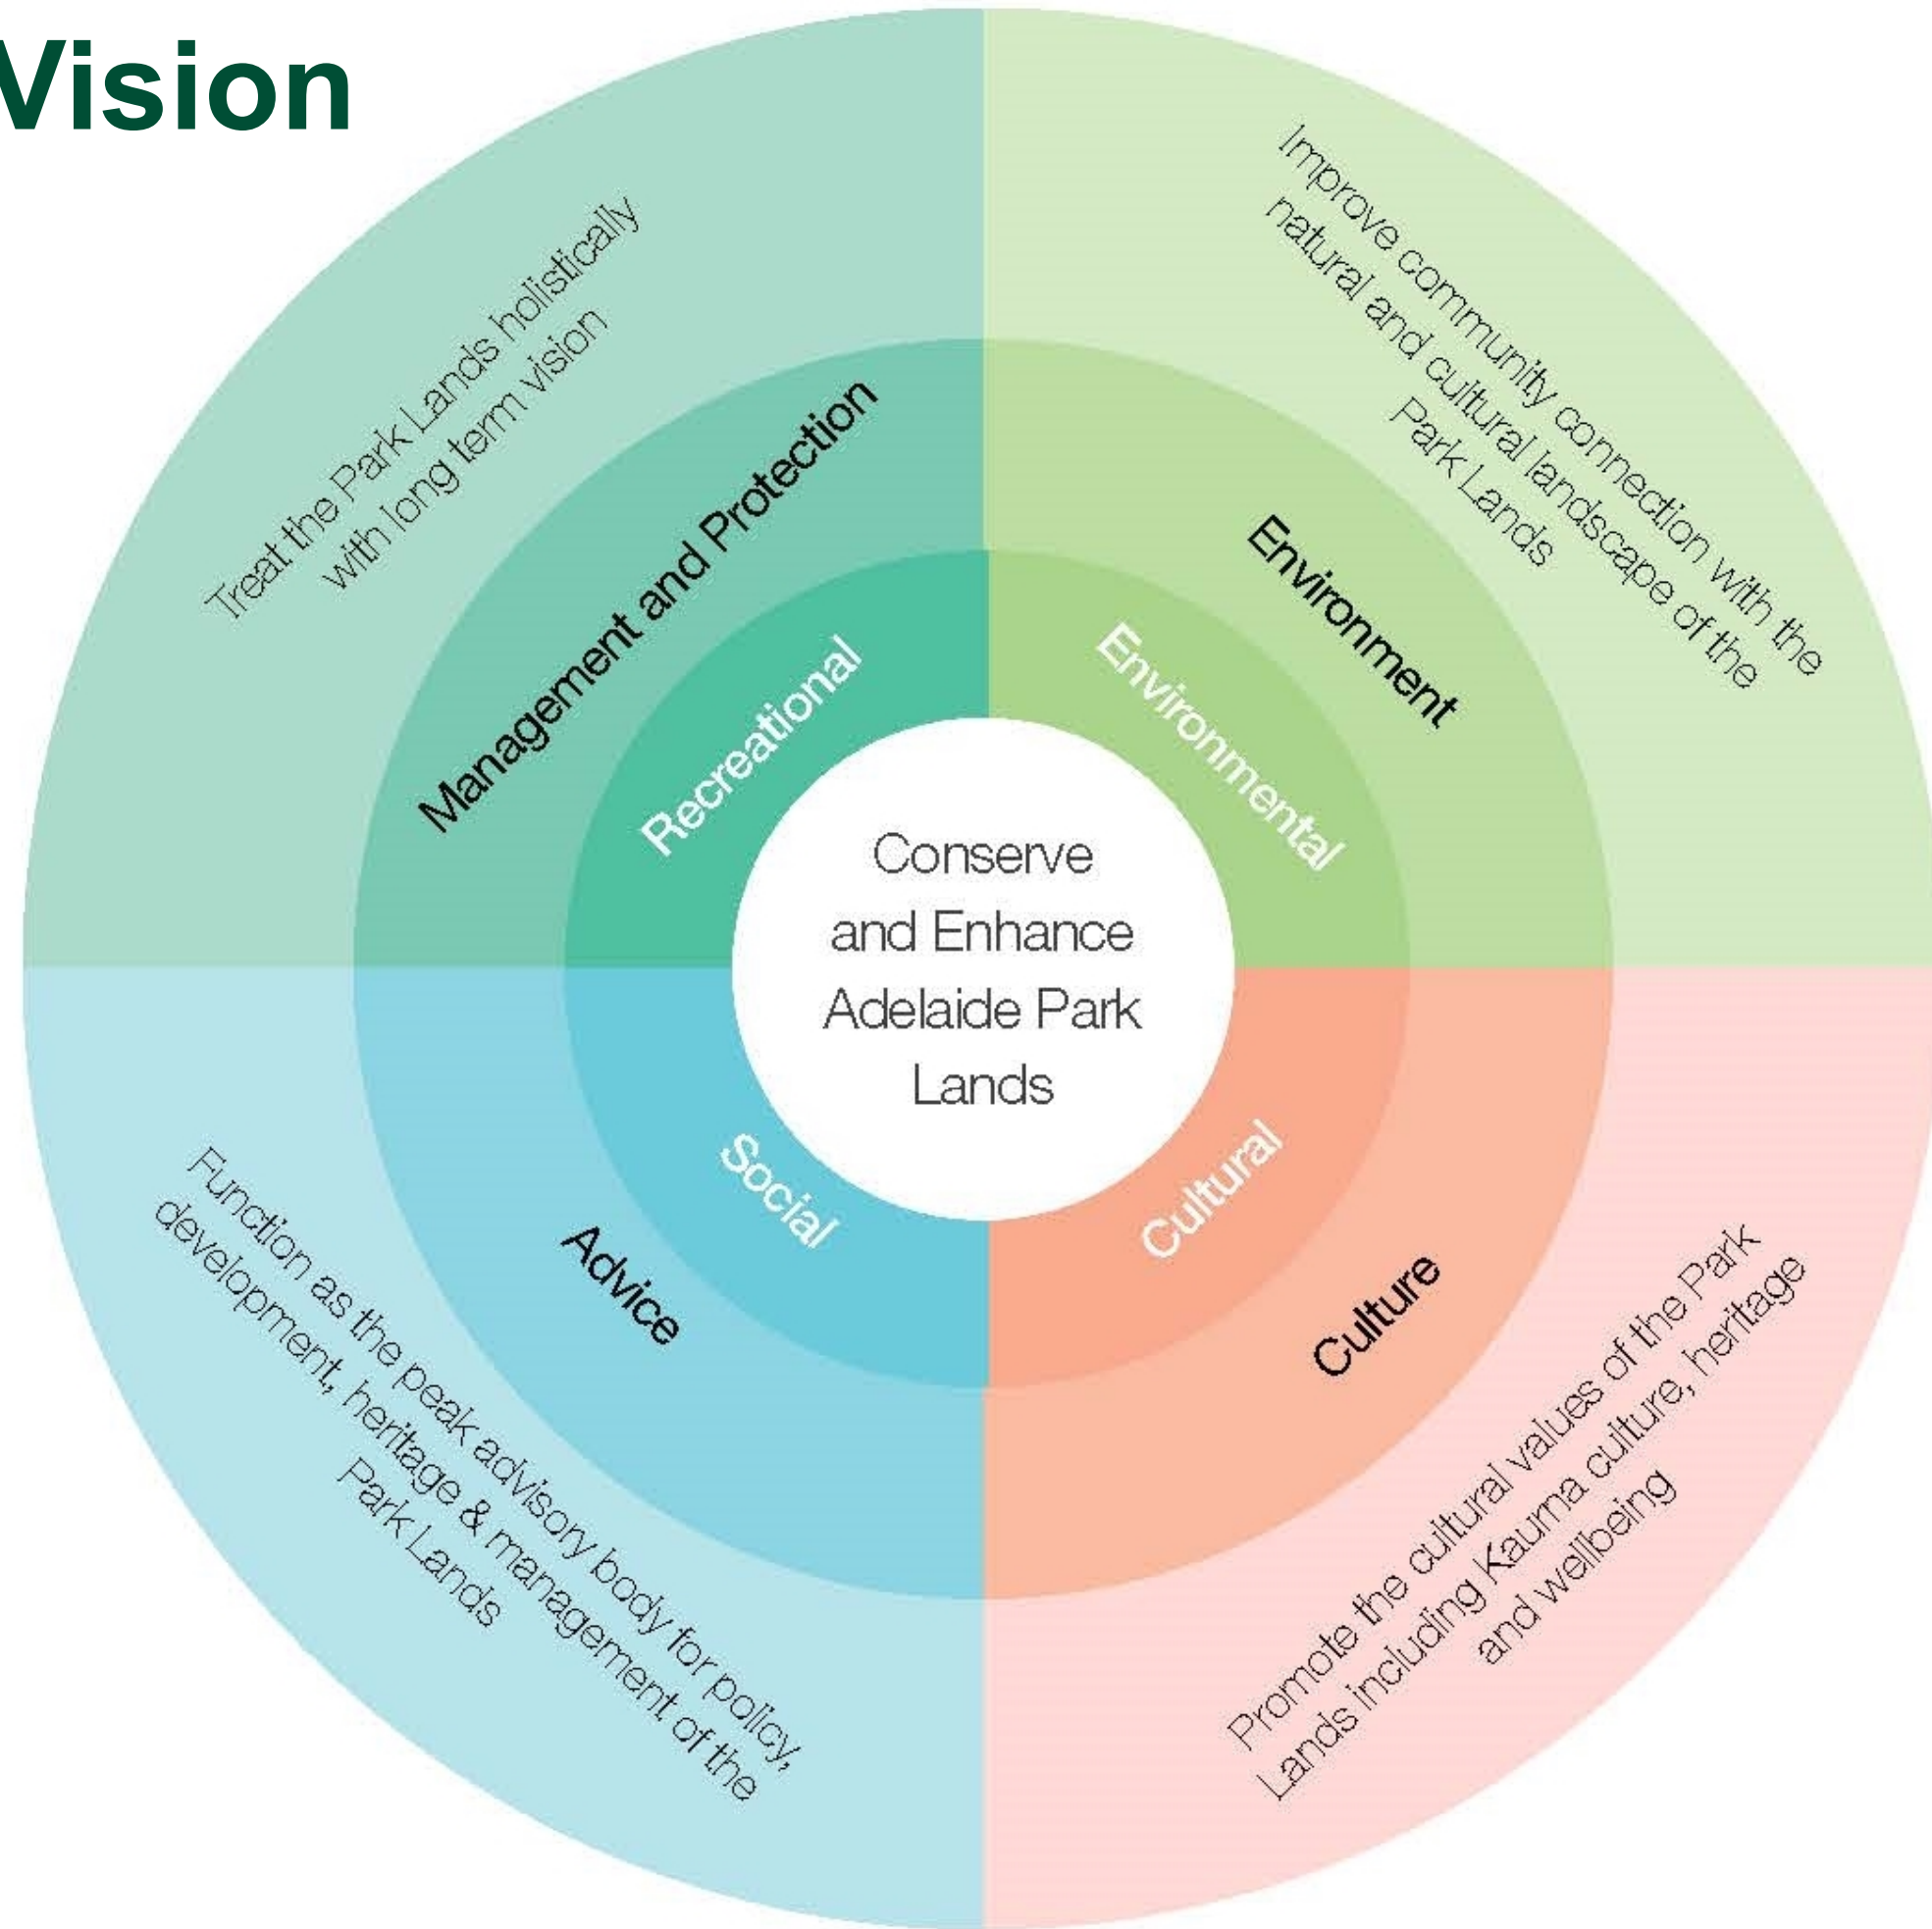 Vision
Treat the Park Lands holistically
with long term vision
Management and Protection
Recreational
Improve community connection with the
natural and cultural landscape of the
Park Lands
Environment
Environmental
Conserve
and Enhance
Adelaide Park
Lands
Social
Advice
Function as the peak advisory body for policy,
development, heritage & management of the
Park Lands
Cultural
Culture
Promote the cultural values of the Park
Lands including Kaurna culture, heritage
and wellbeing